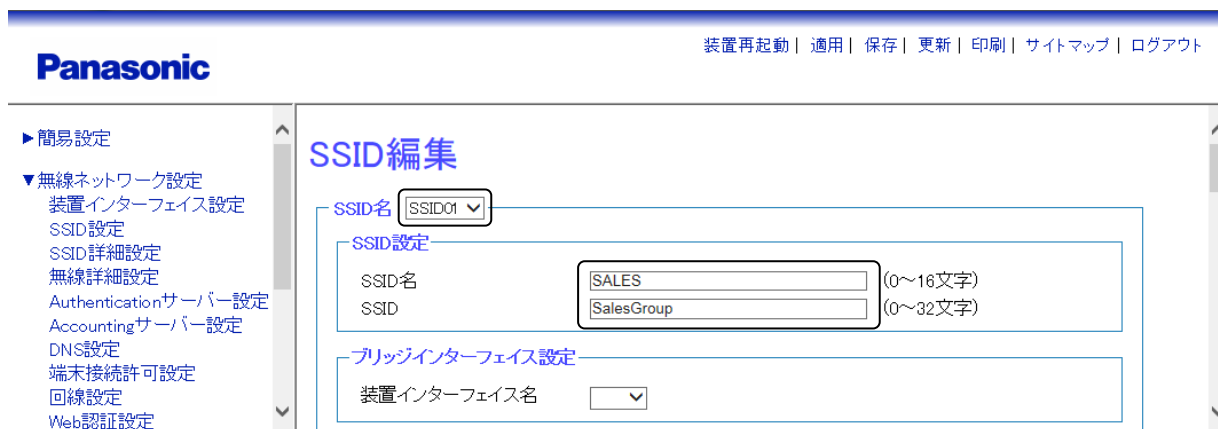 装置再起動| 適用| 保存| 更新| 印刷| サイトマップ| ログアウト
Panasonic
▶簡易設定
▼無線ネットワーク設定
装置インターフェイス設定
SSID設定
SSID詳細設定
無線詳細設定
Authenticationサーバー設定
Accountingサーバー設定
DNS設定
端末接続許可設定
回線設定
Web認証設定
SSID編集
SSID名 SSID01
SSID設定
SSID名 SALES (0～16文字)
SSID SalesGroup (0～32文字)
ブリッジインターフェイス設定
装置インターフェイス名